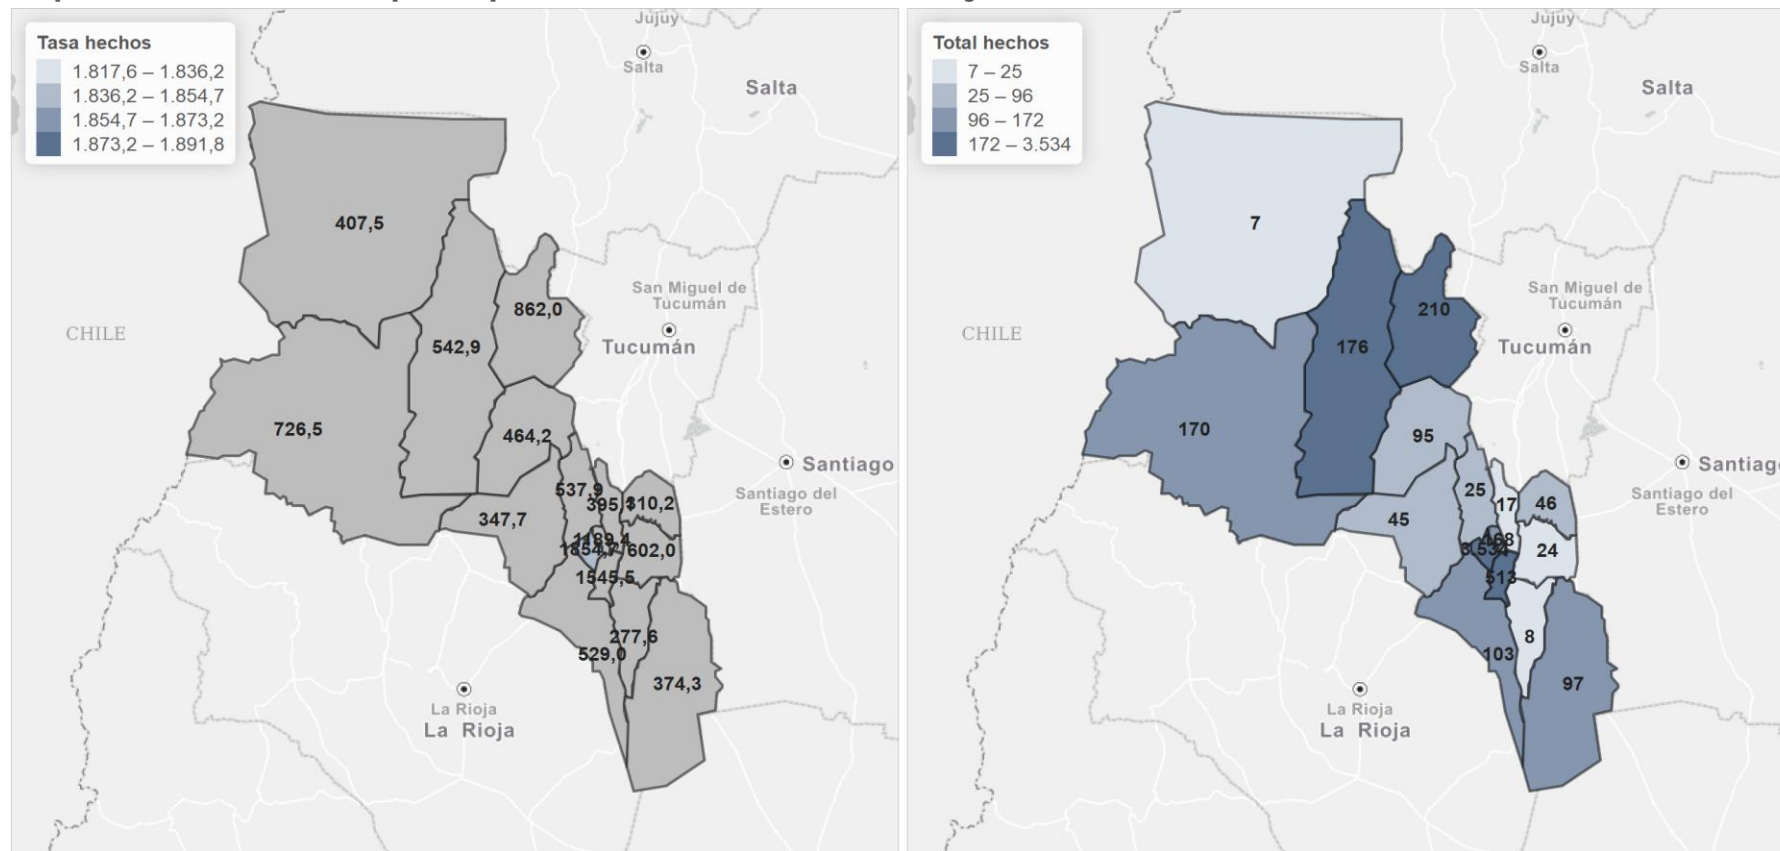 Tasa hechos
1.817,6 – 1.836,2
1.836,2 – 1.854,7
1.854,7 – 1.873,2
1.873,2 – 1.891,8
Jujuy
Salta
Salta
407,5
862,0
San Miguel de
Tucumán
CHILE
542,9
Tucumán
726,5
464,2
Santiago
537,9
Santiago del
Estero
347,7
602,0
1545,5
277,6
529,0
374,3
La Rioja
La Rioja
Total hechos
7 – 25
25 – 96
96 – 172
172 – 3.534
Jujuy
Salta
Salta
7
210
San Miguel de
Tucumán
CHILE
176
Tucumán
170
95
Santiago del
Estero
25
17
46
45
3.534
24
513
8
103
97
La Rioja
La Rioja